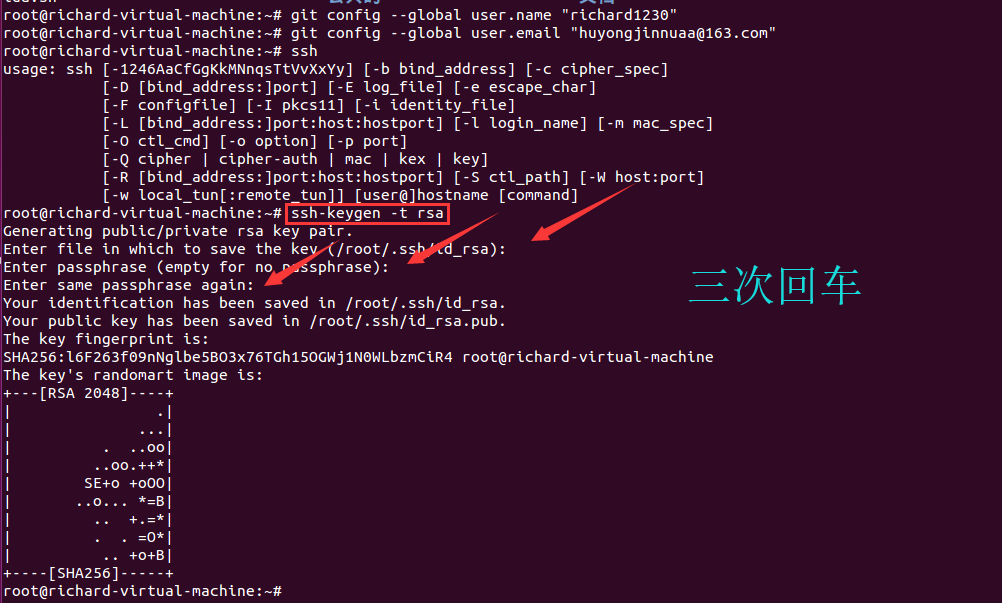 root@richard-virtual-machine:~# git config --global user.name "richard1230"
root@richard-virtual-machine:~# git config --global user.email "huyongjinnuaa@163.com"
root@richard-virtual-machine:~# ssh
usage: ssh [-1246AaCfGgKkMNnqsTtVvXxYy] [-b bind_address] [-c cipher_spec]
           [-D [bind_address:]port] [-E log_file] [-e escape_char]
           [-F configfile] [-I pkcs11] [-i identity_file]
           [-L [bind_address:]port:host:hostport] [-l login_name] [-m mac_spec]
           [-O ctl_cmd] [-o option] [-p port]
           [-Q cipher | cipher-auth | mac | kex | key]
           [-R [bind_address:]port:host:hostport] [-S ctl_path] [-W host:port]
           [-w local_tun[:remote_tun]] [user@]hostname [command]
root@richard-virtual-machine:~# ssh-keygen -t rsa
Generating public/private rsa key pair.
Enter file in which to save the key (/root/.ssh/id_rsa):
Enter passphrase (empty for no passphrase):
Enter same passphrase again:
三次回车
Your identification has been saved in /root/.ssh/id_rsa.
Your public key has been saved in /root/.ssh/id_rsa.pub.
The key fingerprint is:
SHA256:l6F263f09nNglbe5BO3x76TGh15OGWj1N0WLbzmCiR4 root@richard-virtual-machine
The key's randomart image is:
+---[RSA 2048]----+
|                .|
|              ...|
|          .  ..oo|
|         ..oo.++*|
|        SE+o +oOO|
|       ..o... *=B|
|         ..  +.=*|
|         .  . =O*|
|          .. +o+B|
+----[SHA256]-----+
root@richard-virtual-machine:~#